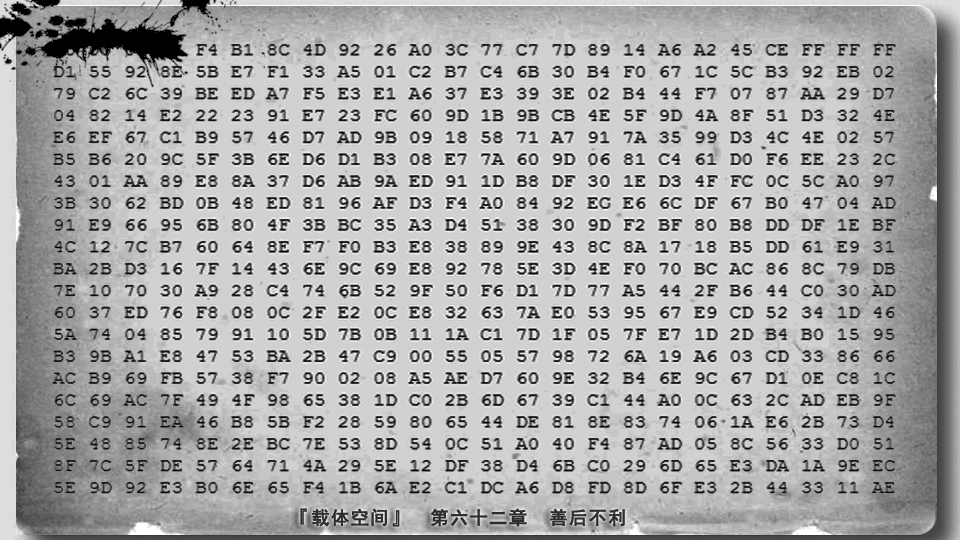 F4 B1 8C 4D 92 26 A0 3C 77 C7 7D 89 14 A6 A2 45 CE FF FF FF
D1 55 92 8E 5B E7 F1 33 A5 01 C2 B7 C4 6B 30 B4 F0 67 1C 5C B3 92 EB 02
79 C2 6C 39 BE ED A7 F5 E3 E1 A6 37 E3 39 3E 02 B4 44 F7 07 87 AA 29 D7
04 82 14 E2 22 23 91 E7 23 FC 60 9D 1B 9B CB 4E 5F 9D 4A 8F 51 D3 32 4E
E6 EF 67 C1 B9 57 46 D7 AD 9B 09 18 58 71 A7 91 7A 35 99 D3 4C 4E 02 57
B5 B6 20 9C 5F 3B 6E D6 D1 B3 08 E7 7A 60 9D 06 81 C4 61 D0 F6 EE 23 2C
43 01 AA 89 E8 8A 37 D6 AB 9A ED 91 1D B8 DF 30 1E D3 4F FC 0C 5C A0 97
3B 30 62 BD 0B 48 ED 81 96 AF D3 F4 A0 84 92 EG E6 6C DF 67 B0 47 04 AD
91 E9 66 95 6B 80 4F 3B BC 35 A3 D4 51 38 30 9D F2 BF 80 B8 DD DF 1E BF
4C 12 7C B7 60 64 8E F7 F0 B3 E8 38 89 9E 43 8C 8A 17 18 B5 DD 61 E9 31
BA 2B D3 16 7F 14 43 6E 9C 69 E8 92 78 5E 3D 4E F0 70 BC AC 86 8C 79 DB
7E 10 70 30 A9 28 C4 74 6B 52 9F 50 F6 D1 7D 77 A5 44 2F B6 44 C0 30 AD
60 37 ED 76 F8 08 0C 2F E2 0C E8 32 63 7A E0 53 95 67 E9 CD 52 34 1D 46
5A 74 04 85 79 91 10 5D 7B 0B 11 1A C1 7D 1F 05 7F E7 1D 2D B4 B0 15 95
B3 9B A1 E8 47 53 BA 2B 47 C9 00 55 05 57 98 72 6A 19 A6 03 CD 33 86 66
AC B9 69 FB 57 38 F7 90 02 08 A5 AE D7 60 9E 32 B4 6E 9C 67 D1 0E C8 1C
6C 69 AC 7F 49 4F 98 65 38 1D C0 2B 6D 67 39 C1 44 A0 0C 63 2C AD EB 9F
58 C9 91 EA 46 B8 5B F2 28 59 80 65 44 DE 81 8E 83 74 06 1A E6 2B 73 D4
5E 48 85 74 8E 2E BC 7E 53 8D 54 0C 51 A0 40 F4 87 AD 05 8C 56 33 D0 51
8F 7C 5F DE 57 64 71 4A 29 5E 12 DF 38 D4 6B C0 29 6D 65 E3 DA 1A 9E EC
5E 9D 92 E3 B0 6E 65 F4 1B 6A E2 C1 DC A6 D8 FD 8D 6F E3 2B 44 33 11 AE
『载体空间』 第六十二章 善后不利